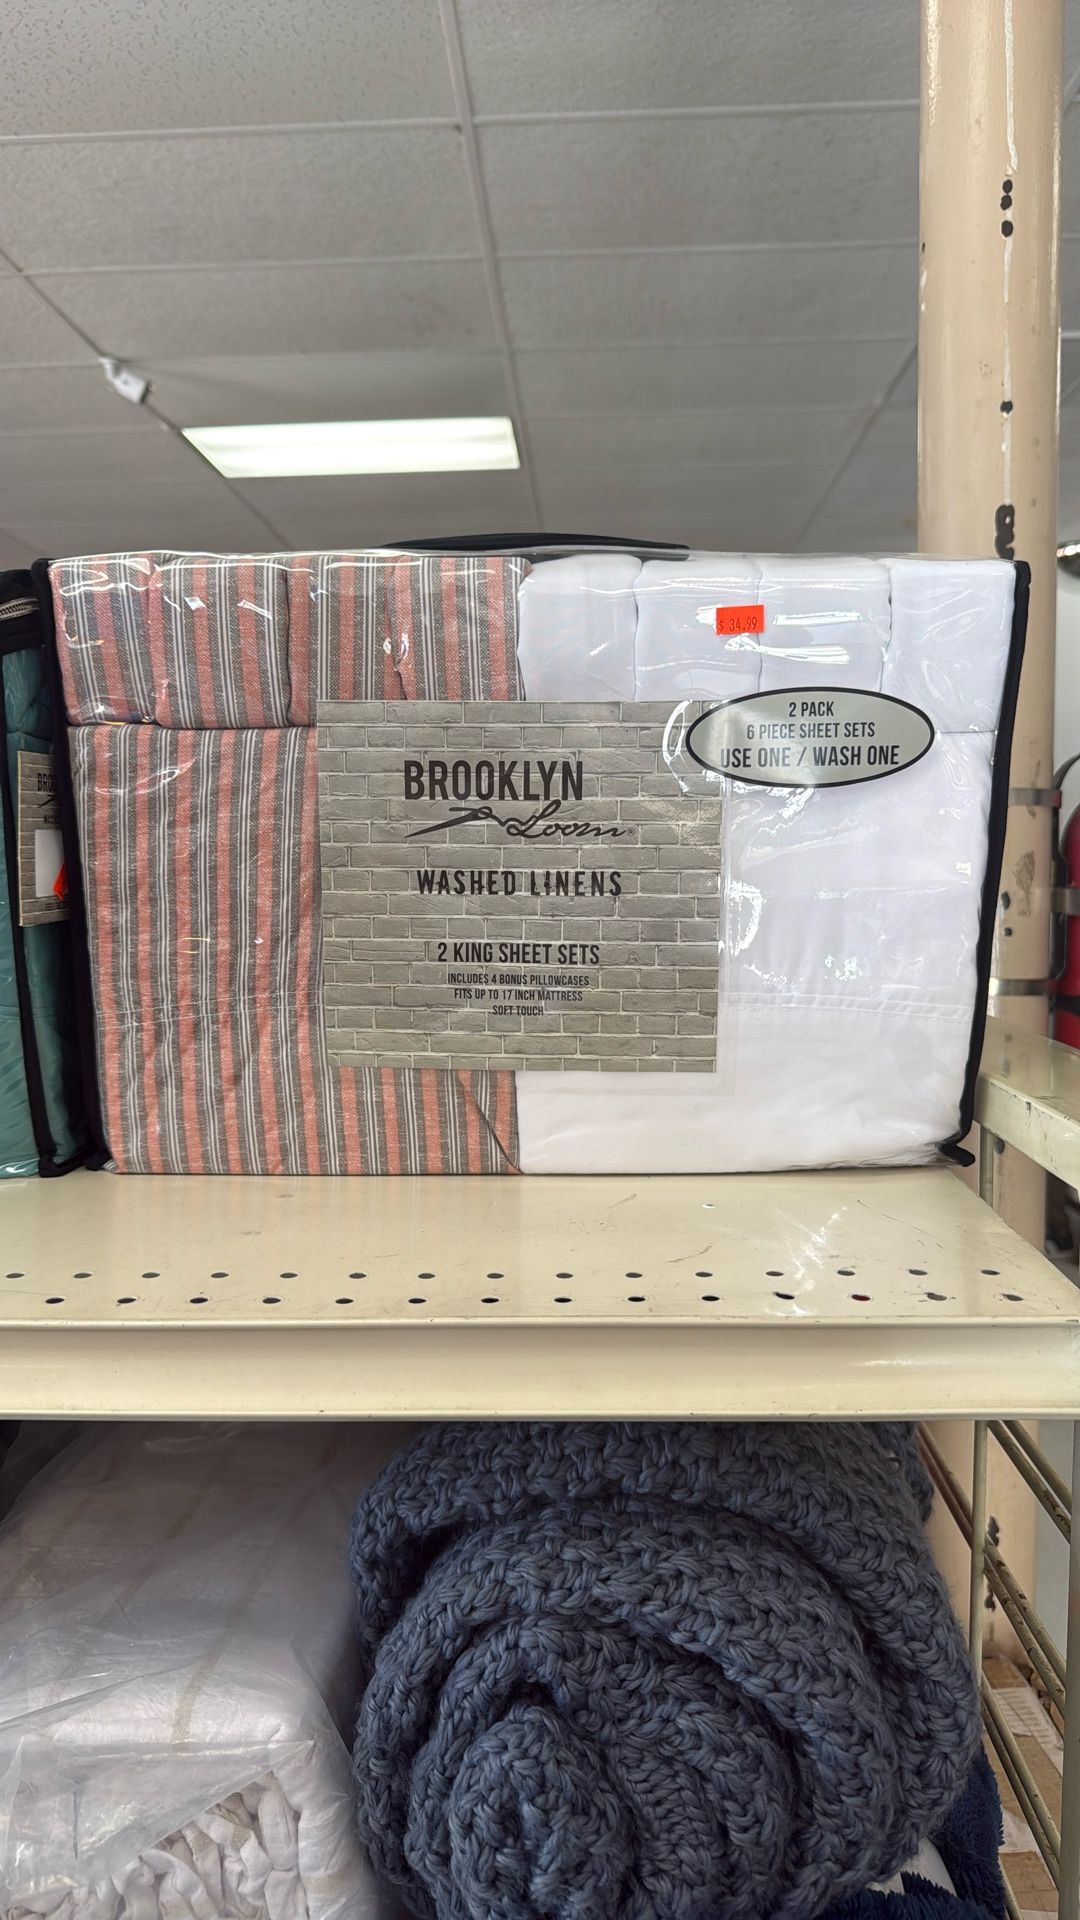 $ 34.99
2 PACK
6 PIECE SHEET SETS
USE ONE / WASH ONE
BROOKLYN
Loom®
WASHED LINENS
2 KING SHEET SETS
INCLUDES 4 BONUS PILLOWCASES
FITS UP TO 17 INCH MATTRESS
SOFT TOUCH
BROO